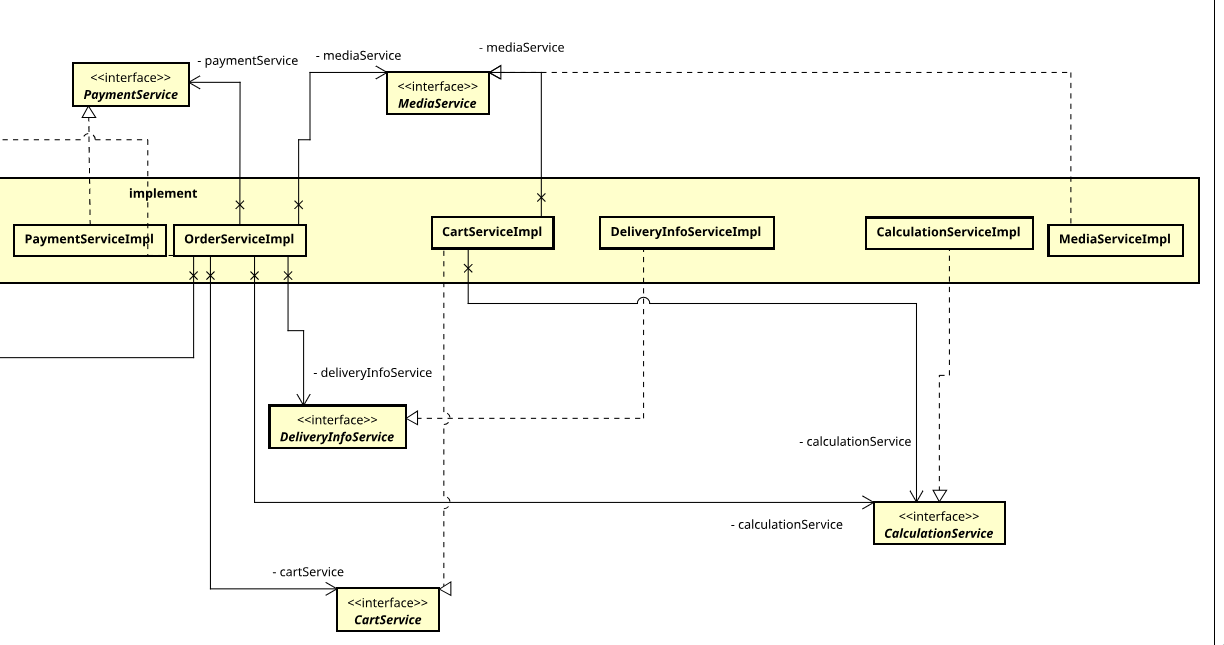 - mediaService
- mediaService
- paymentService
<<interface>>
PaymentService
<<interface>>
MediaService
implement
PaymentServiceImpl
OrderServiceImpl
CartServiceImpl
DeliveryInfoServiceImpl
CalculationServiceImpl
MediaServiceImpl
- deliveryInfoService
<<interface>>
DeliveryInfoService
- calculationService
<<interface>>
CalculationService
- calculationService
- cartService
<<interface>>
CartService